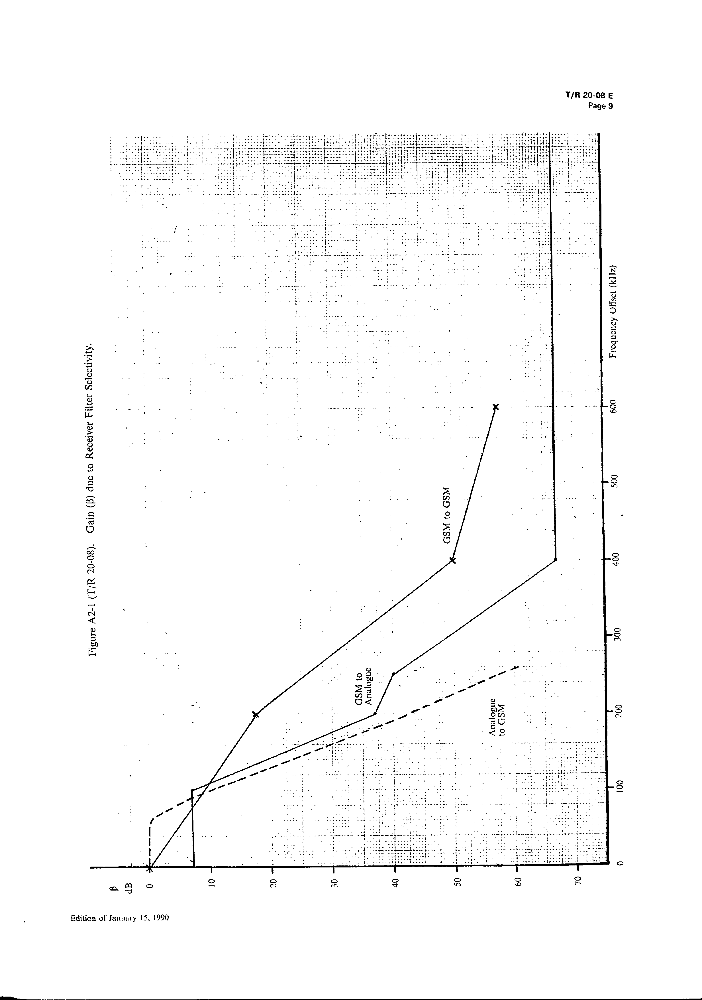 T/R 20-08 E
Page 9
Figure A2-1 (T/R 20-08). Gain (β) due to Receiver Filter Selectivity.
β
dB
0
10
20
30
40
50
60
70
GSM to GSM
GSM to
Analogue
Analogue
to GSM
0
100
200
300
400
500
600
Frequency Offset (kHz)
Edition of January 15, 1990